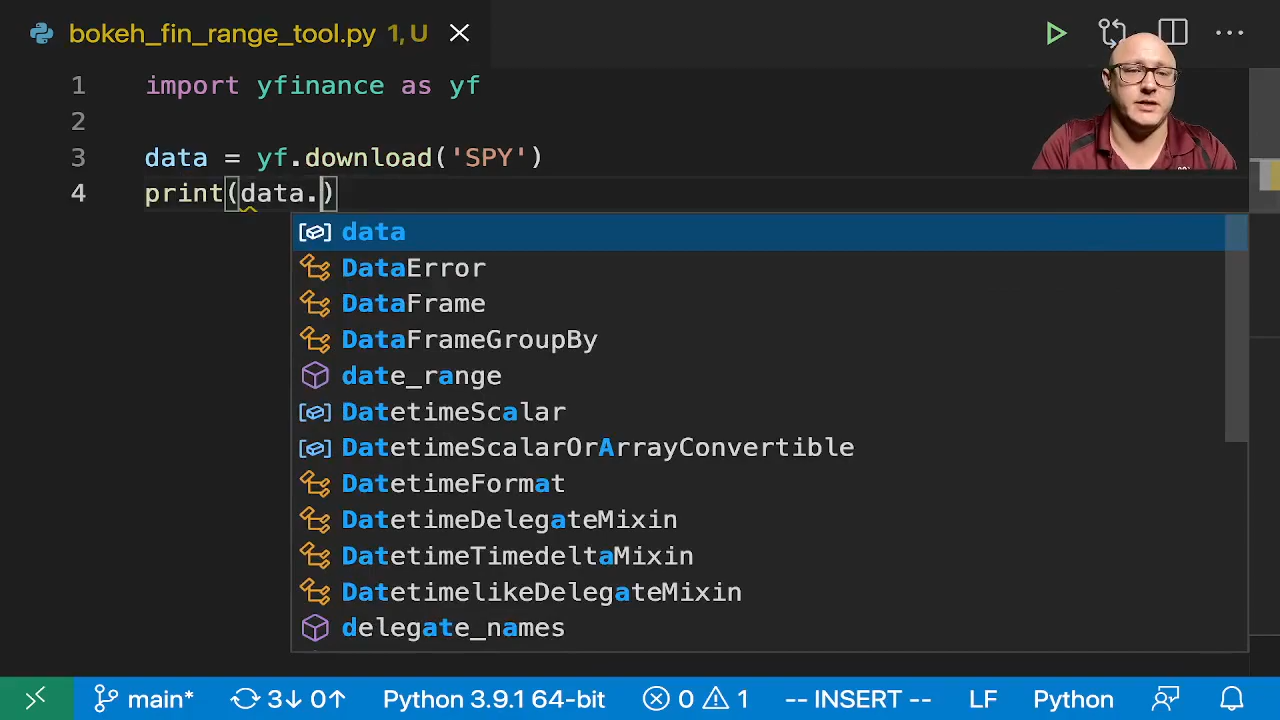 bokeh_fin_range_tool.py 1, U
1 import yfinance as yf
2
3 data = yf.download('SPY')
4 print(data.)
data
DataError
DataFrame
DataFrameGroupBy
date_range
DatetimeScalar
DatetimeScalarOrArrayConvertible
DatetimeFormat
DatetimeDelegateMixin
DatetimeTimedeltaMixin
DatetimelikeDelegateMixin
delegate_names
main* 3↓ 0↑ Python 3.9.1 64-bit 0 1 -- INSERT -- LF Python